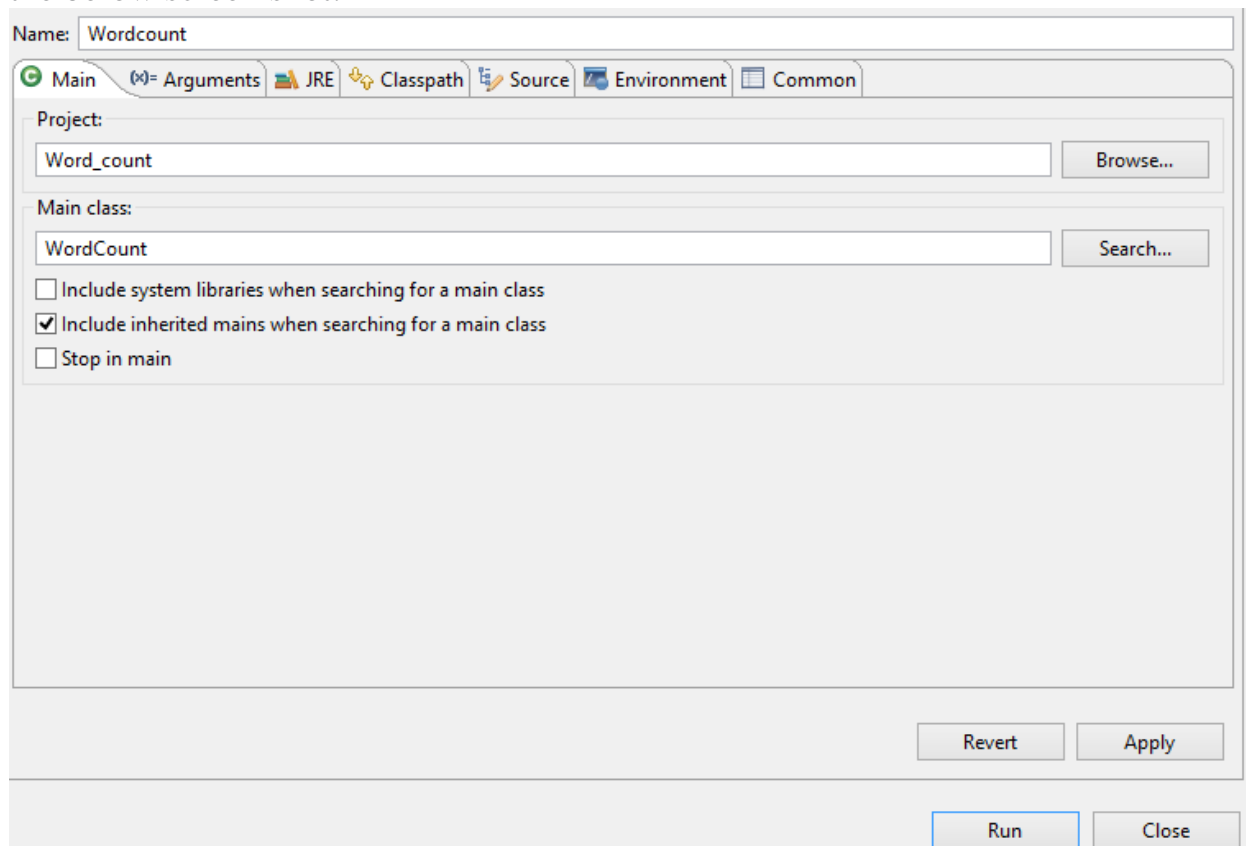 Name: Wordcount
Main (x)= Arguments JRE Classpath Source Environment Common
Project:
Word_count Browse...
Main class:
WordCount Search...
Include system libraries when searching for a main class
Include inherited mains when searching for a main class
Stop in main
Revert Apply
Run Close